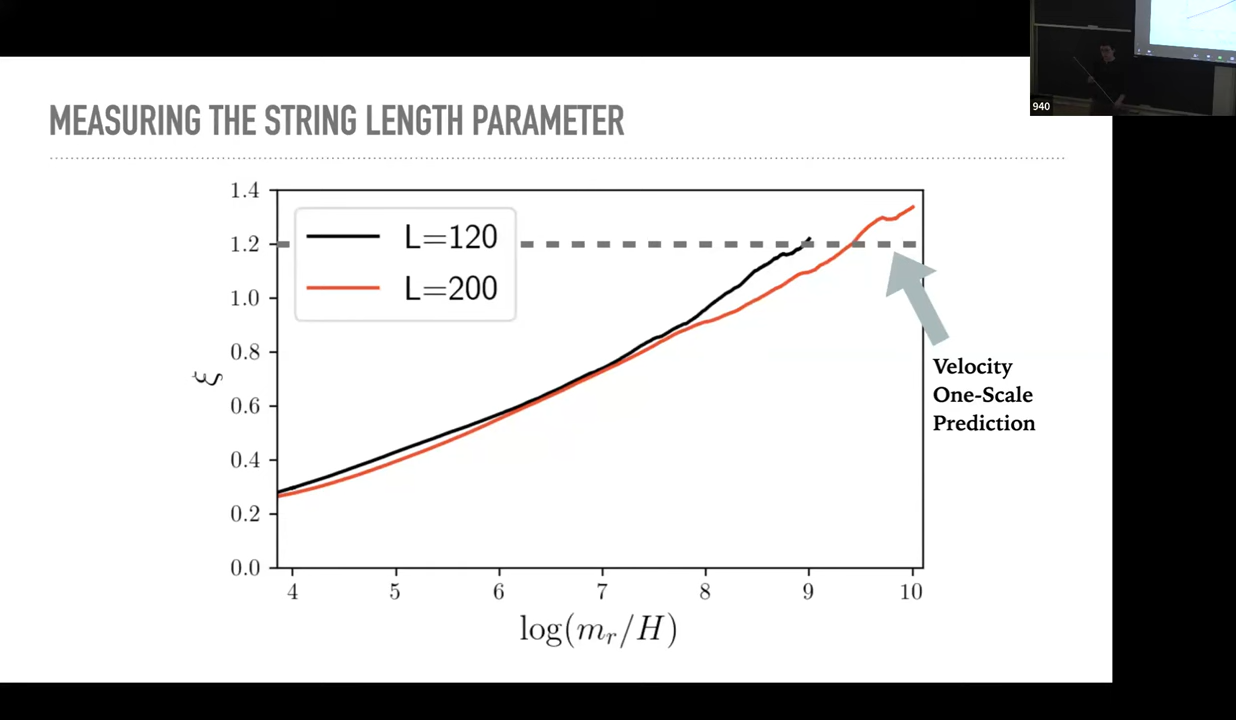 940
MEASURING THE STRING LENGTH PARAMETER
1.4
1.2
1.0
0.8
0.6
0.4
0.2
0.0
ξ
L=120
L=200
4 5 6 7 8 9 10
log(m_r/H)
Velocity
One-Scale
Prediction